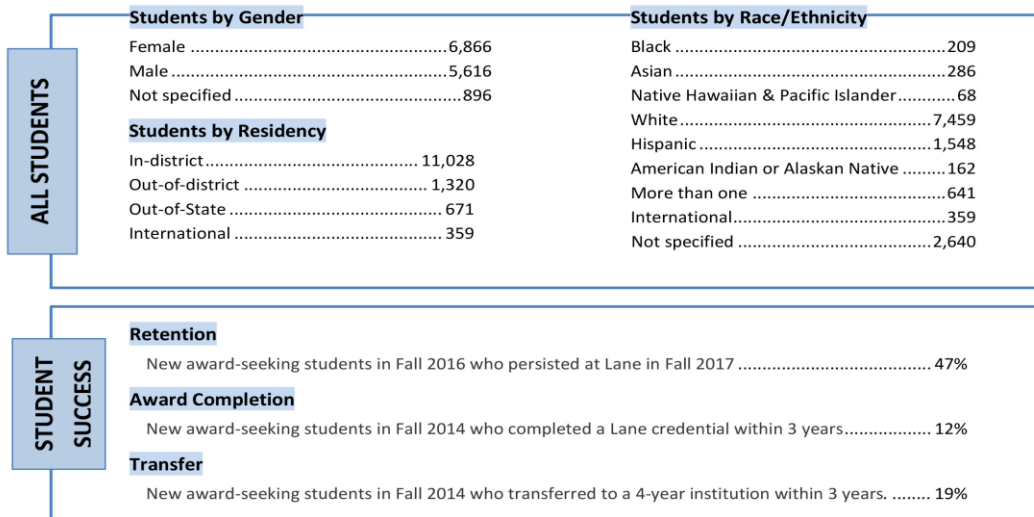 ALL STUDENTS
Students by Gender
Female ......................................................6,866
Male..........................................................5,616
Not specified................................................896
Students by Residency
In-district............................................. 11,028
Out-of-district ...................................... 1,320
Out-of-State ............................................. 671
International ............................................ 359
Students by Race/Ethnicity
Black ........................................................209
Asian .........................................................286
Native Hawaiian & Pacific Islander............68
White.....................................................7,459
Hispanic .................................................1,548
American Indian or Alaskan Native .........162
More than one ........................................641
International............................................359
Not specified ........................................2,640
STUDENT
SUCCESS
Retention
New award-seeking students in Fall 2016 who persisted at Lane in Fall 2017 ........................................ 47%
Award Completion
New award-seeking students in Fall 2014 who completed a Lane credential within 3 years.................. 12%
Transfer
New award-seeking students in Fall 2014 who transferred to a 4-year institution within 3 years. ........ 19%